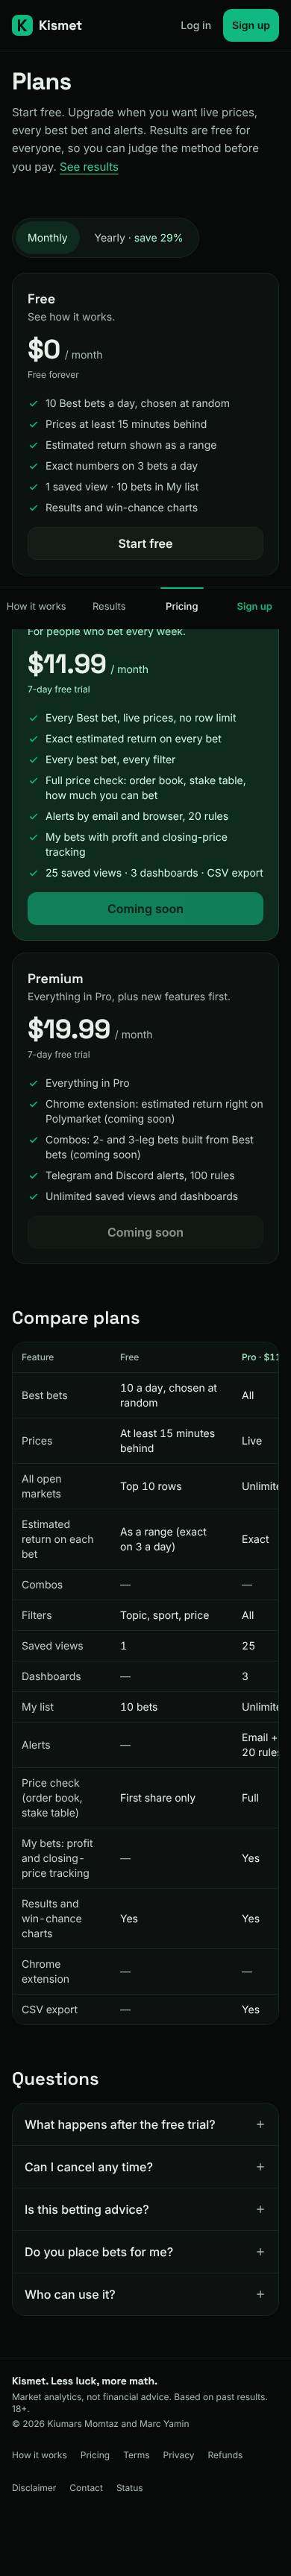 Kismet
Log in
Sign up
Plans
Start free. Upgrade when you want live prices,
every best bet and alerts. Results are free for
everyone, so you can judge the method before
you pay. See results
Monthly
Yearly · save 29%
Free
See how it works.
$0 / month
Free forever
10 Best bets a day, chosen at random
Prices at least 15 minutes behind
Estimated return shown as a range
Exact numbers on 3 bets a day
1 saved view · 10 bets in My list
Results and win-chance charts
Start free
How it works
Results
Pricing
Sign up
For people who bet every week.
$11.99 / month
7-day free trial
Every Best bet, live prices, no row limit
Exact estimated return on every bet
Every best bet, every filter
Full price check: order book, stake table,
how much you can bet
Alerts by email and browser, 20 rules
My bets with profit and closing-price
tracking
25 saved views · 3 dashboards · CSV export
Coming soon
Premium
Everything in Pro, plus new features first.
$19.99 / month
7-day free trial
Everything in Pro
Chrome extension: estimated return right on
Polymarket (coming soon)
Combos: 2- and 3-leg bets built from Best
bets (coming soon)
Telegram and Discord alerts, 100 rules
Unlimited saved views and dashboards
Coming soon
Compare plans
Feature
Free
Pro · $11
Best bets
10 a day, chosen at
random
All
Prices
At least 15 minutes
behind
Live
All open
markets
Top 10 rows
Unlimite
Estimated
return on each
bet
As a range (exact
on 3 a day)
Exact
Combos
—
—
Filters
Topic, sport, price
All
Saved views
1
25
Dashboards
—
3
My list
10 bets
Unlimite
Alerts
—
Email +
20 rules
Price check
(order book,
stake table)
First share only
Full
My bets: profit
and closing-
price tracking
—
Yes
Results and
win-chance
charts
Yes
Yes
Chrome
extension
—
—
CSV export
—
Yes
Questions
What happens after the free trial?
Can I cancel any time?
Is this betting advice?
Do you place bets for me?
Who can use it?
Kismet. Less luck, more math.
Market analytics, not financial advice. Based on past results.
18+.
© 2026 Kiumars Momtaz and Marc Yamin
How it works
Pricing
Terms
Privacy
Refunds
Disclaimer
Contact
Status